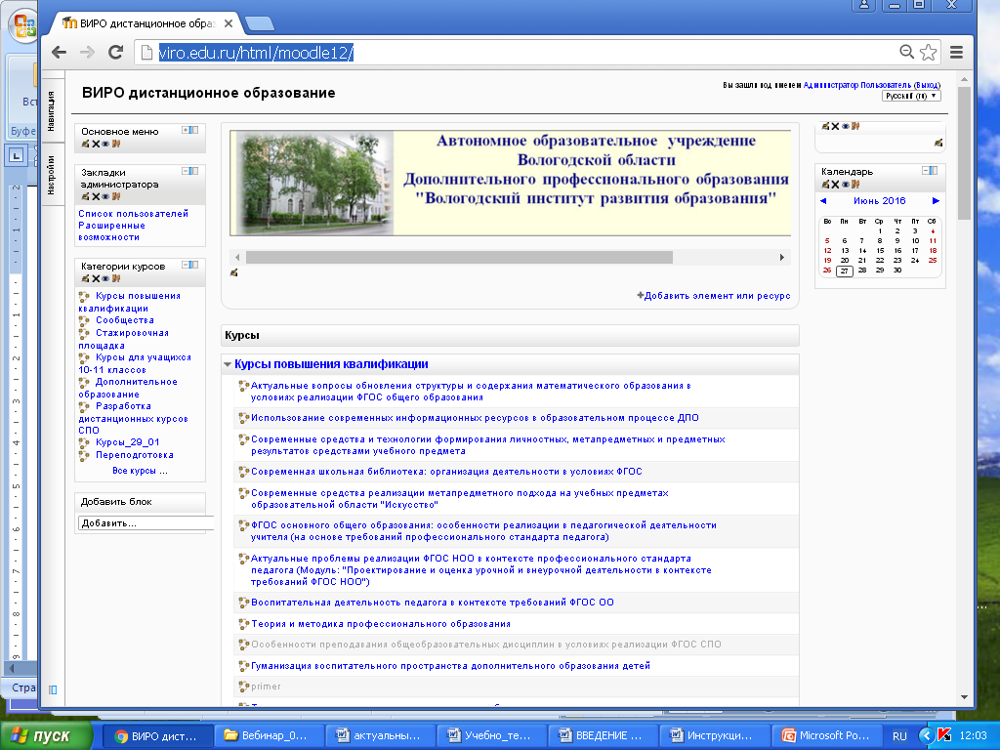 ВИРО дистанционное обра
viro.edu.ru/html/moodle12/
Вст
Буфе
Стра
Навигация
Настройки
ВИРО дистанционное образование
Вы зашли под именем Администратор Пользователь (Выход)
Русский (ru)
Основное меню
Закладки
администратора
Список пользователей
Расширенные
возможности
Категории курсов
Курсы повышения
квалификации
Сообщества
Стажировочная
площадка
Курсы для учащихся
10-11 классов
Дополнительное
образование
Разработка
дистанционных курсов
СПО
Курсы_29_01
Переподготовка
Все курсы ...
Добавить блок
Добавить...
Автономное образовательное учреждение
Вологодской области
Дополнительного профессионального образования
"Вологодский институт развития образования"
Добавить элемент или ресурс
Курсы
Курсы повышения квалификации
Актуальные вопросы обновления структуры и содержания математического образования в
условиях реализации ФГОС общего образования
Использование современных информационных ресурсов в образовательном процессе ДПО
Современные средства и технологии формирования личностных, метапредметных и предметных
результатов средствами учебного предмета
Современная школьная библиотека: организация деятельности в условиях ФГОС
Современные средства реализации метапредметного подхода на учебных предметах
образовательной области "Искусство"
ФГОС основного общего образования: особенности реализации в педагогической деятельности
учителя (на основе требований профессионального стандарта педагога)
Актуальные проблемы реализации ФГОС НОО в контексте профессионального стандарта
педагога (Модуль: "Проектирование и оценка урочной и внеурочной деятельности в контексте
требований ФГОС НОО")
Воспитательная деятельность педагога в контексте требований ФГОС ОО
Теория и методика профессионального образования
Особенности преподавания общеобразовательных дисциплин в условиях реализации ФГОС СПО
Гуманизация воспитательного пространства дополнительного образования детей
primer
Календарь
Июнь 2016
Вс Пн Вт Ср Чт Пт Сб
1 2 3 4
5 6 7 8 9 10 11
12 13 14 15 16 17 18
19 20 21 22 23 24 25
26 27 28 29 30
пуск
ВИРО дист...
Вебинар_0...
актуальны...
Учебно_те...
ВВЕДЕНИЕ ...
Инструкци...
Microsoft Po...
RU
12:03